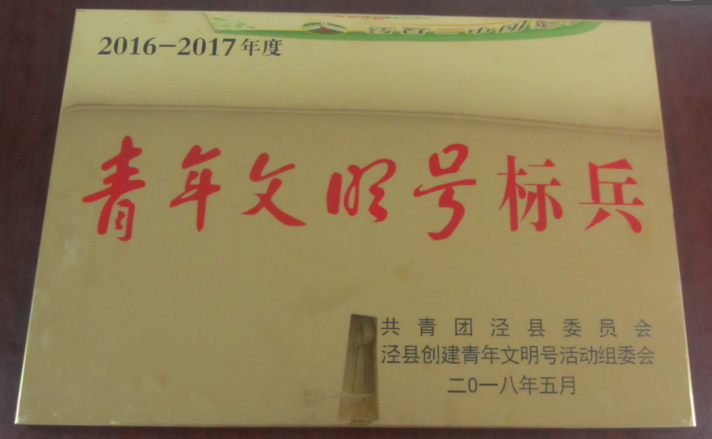 2016-2017年度
青年文明号标兵
共青团泾县委员会
泾县创建青年文明号活动组委会
二0一八年五月